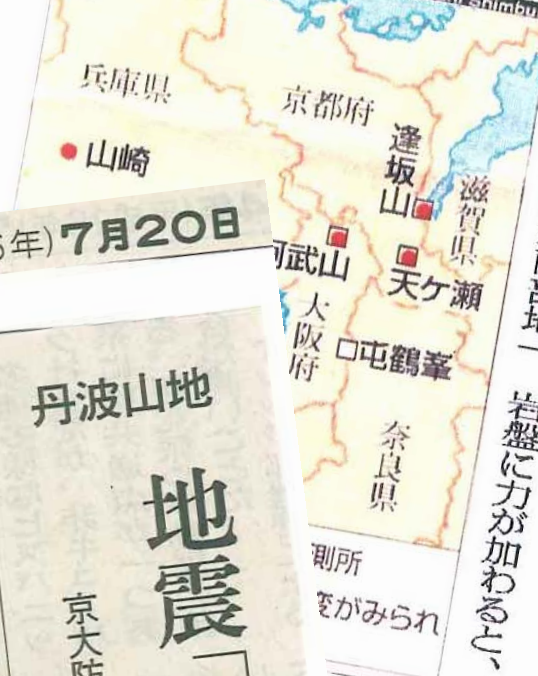 兵庫県
京都府
山崎
逢坂山
滋賀県
年)7月20日
武山
天ケ瀬
大阪府
屯鶴峯
奈良県
丹波山地
地震
京大防
測所
変がみられ
岩盤に力が加わると、